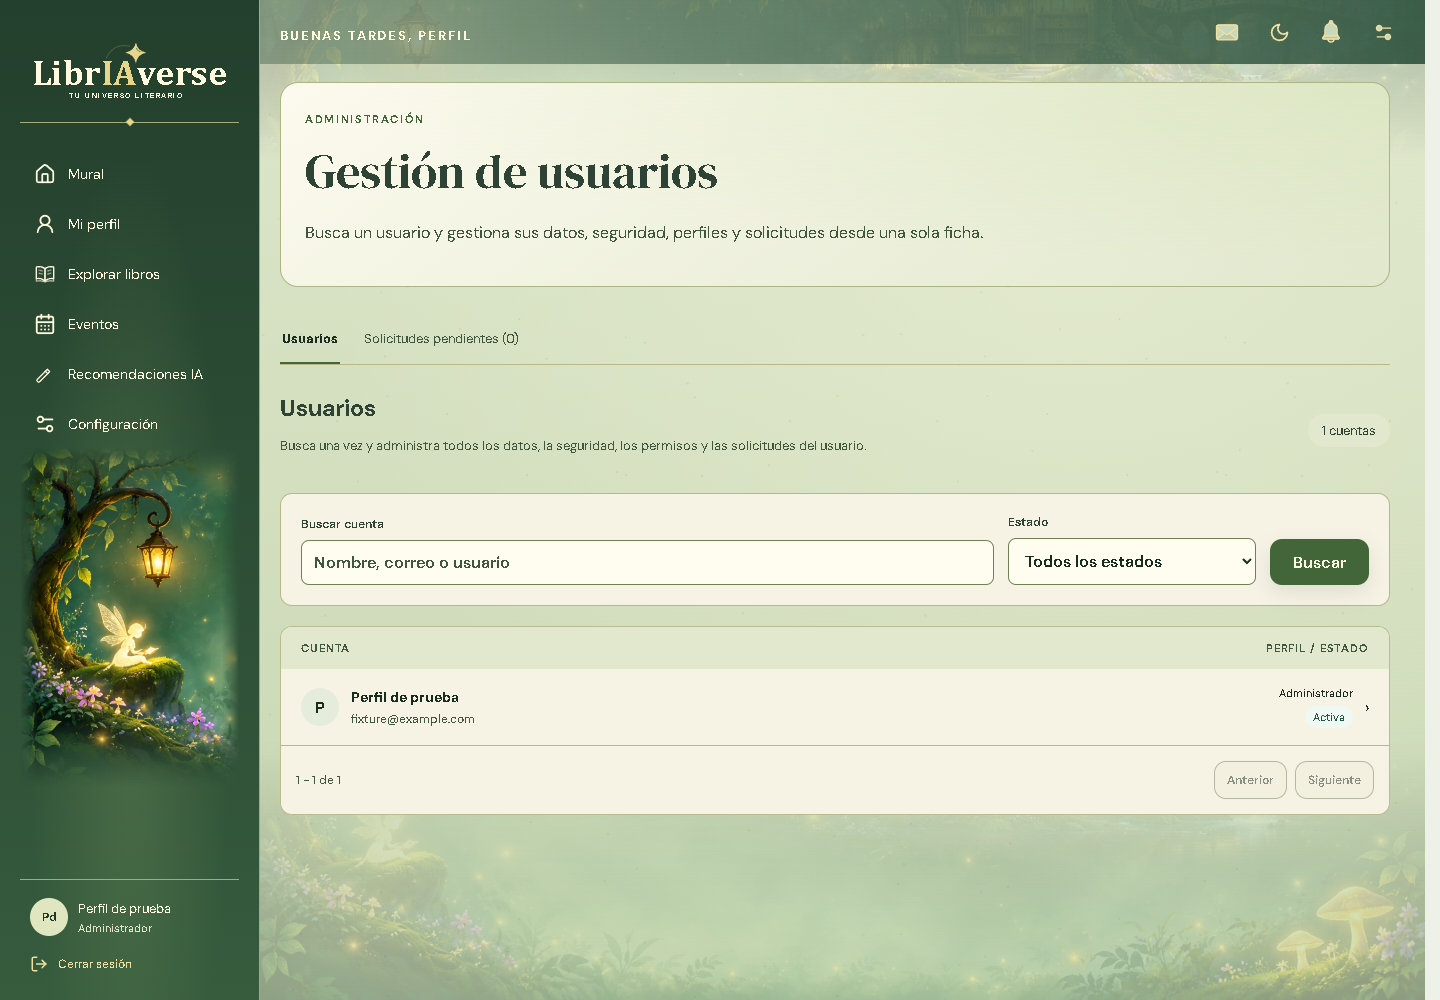 LibrIAverse
TU UNIVERSO LITERARIO
Mural
Mi perfil
Explorar libros
Eventos
Recomendaciones IA
Configuración
Pd
Perfil de prueba
Administrador
Cerrar sesión
BUENAS TARDES, PERFIL
ADMINISTRACIÓN
Gestión de usuarios
Busca un usuario y gestiona sus datos, seguridad, perfiles y solicitudes desde una sola ficha.
Usuarios
Solicitudes pendientes (0)
Usuarios
Busca una vez y administra todos los datos, la seguridad, los permisos y las solicitudes del usuario.
1 cuentas
Buscar cuenta
Nombre, correo o usuario
Estado
Todos los estados
Buscar
CUENTA
PERFIL / ESTADO
P
Perfil de prueba
fixture@example.com
Administrador
Activa
1–1 de 1
Anterior
Siguiente